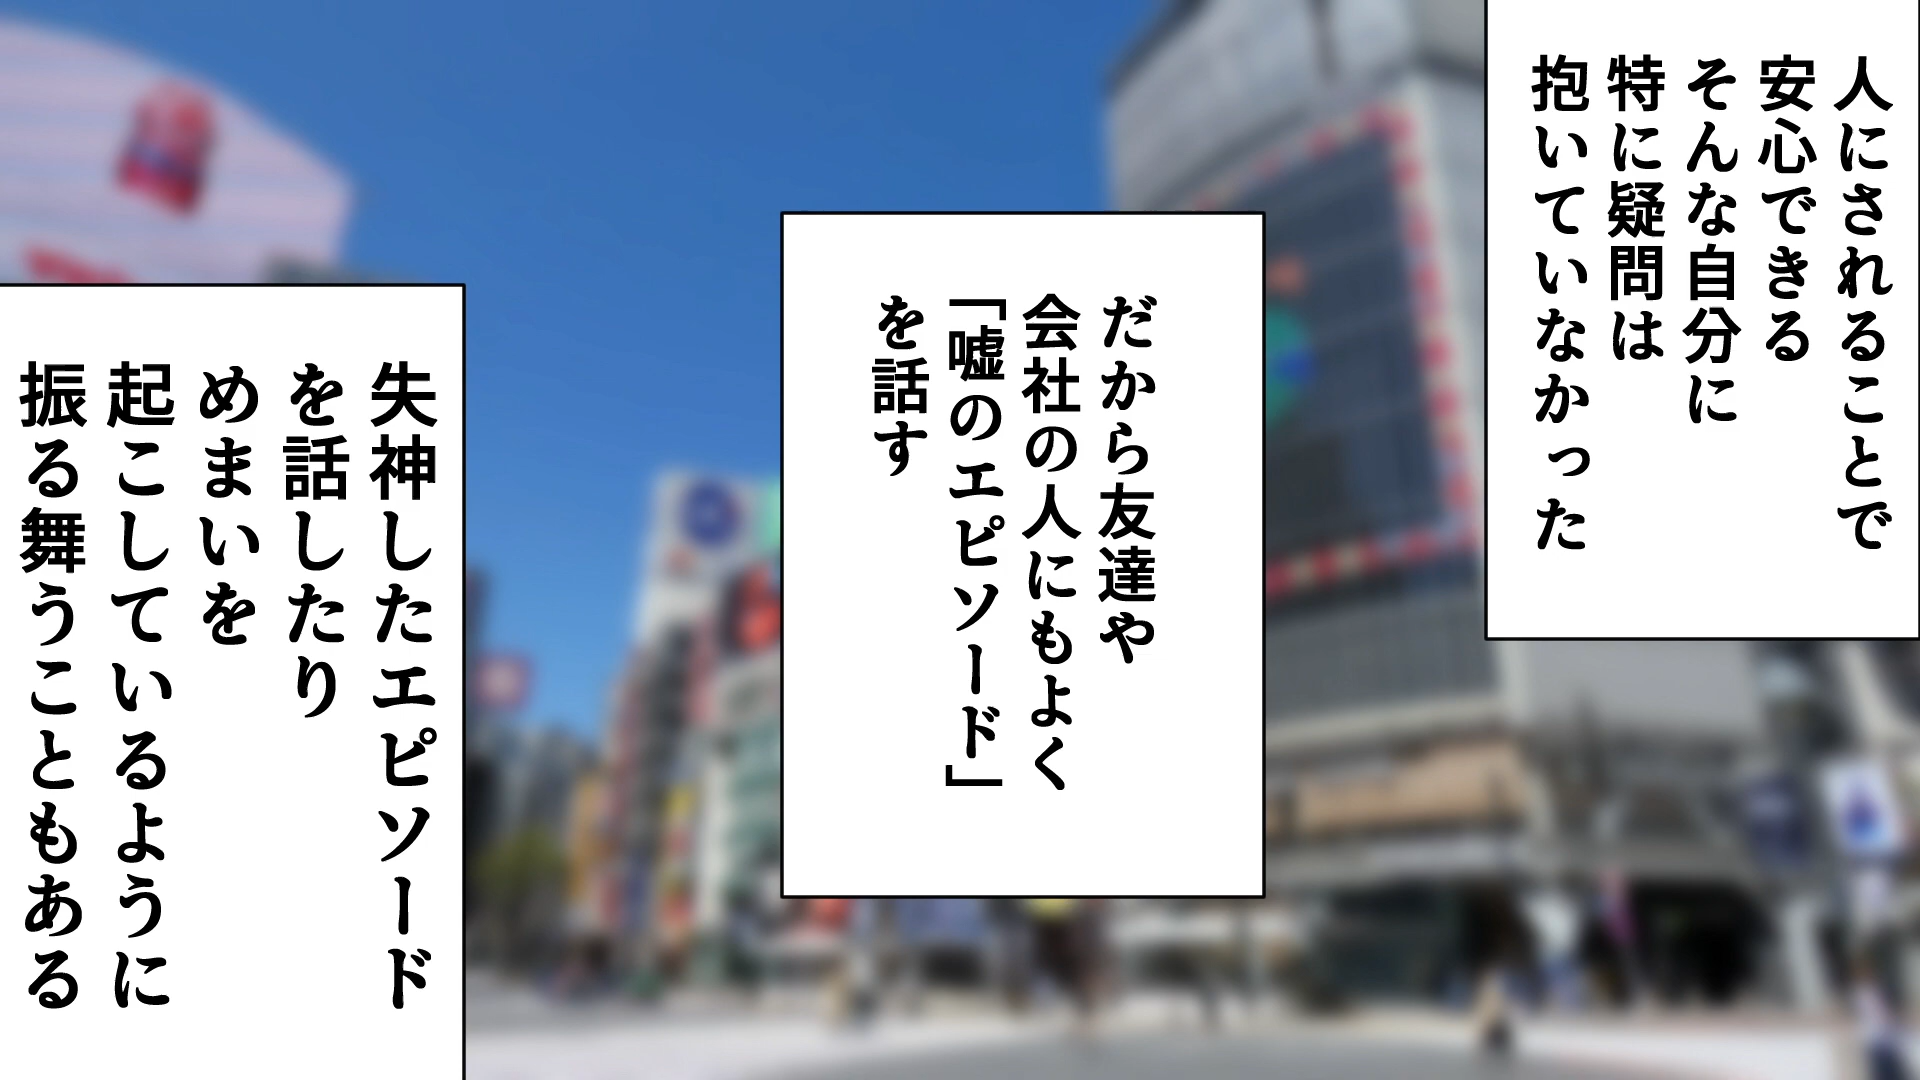 人にされることで
安心できる
そんな自分に
特に疑問は
抱いていなかった
だから友達や
会社の人にもよく
「嘘のエピソード」
を話す
失神したエピソード
を話したり
めまいを
起こしているように
振る舞うこともある